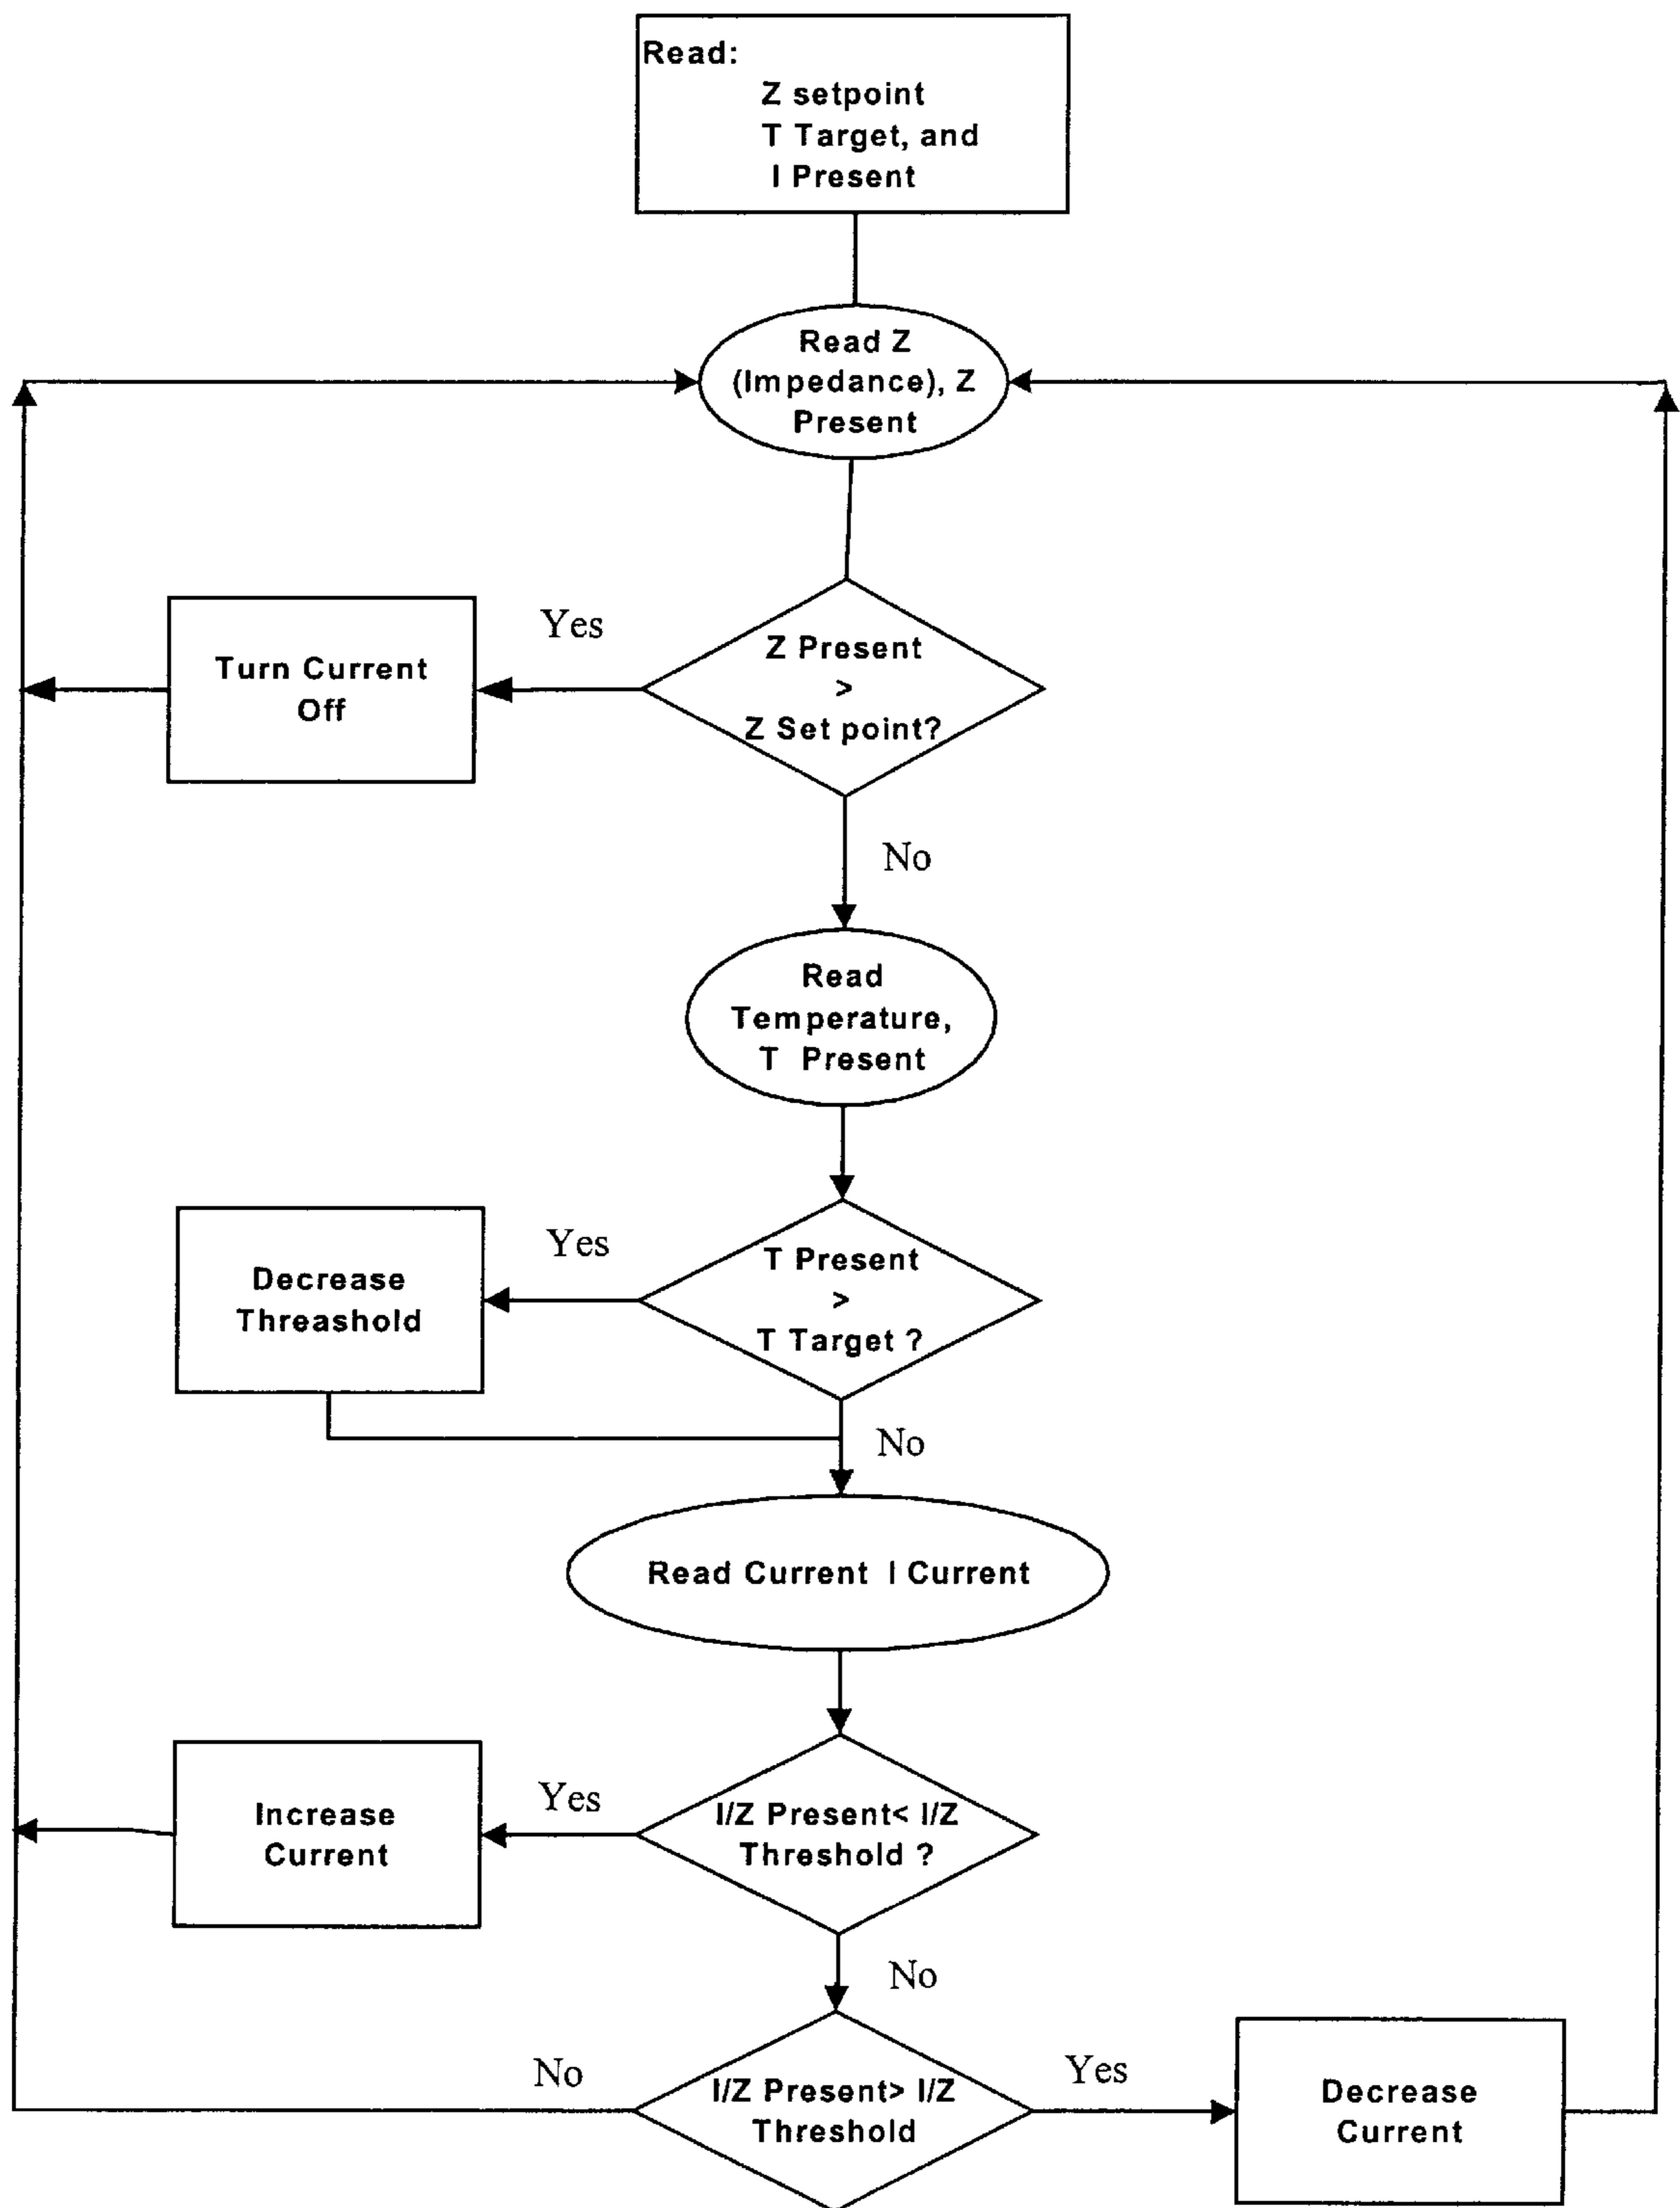 Read:
Z setpoint
T Target, and
I Present
Read Z
(Impedance), Z
Present
Yes
Z Present
>
Z Set point?
Turn Current
Off
No
Read
Temperature,
T Present
Yes
T Present
>
T Target ?
Decrease
Threashold
No
Read Current I Current
Yes
I/Z Present< I/Z
Threshold ?
Increase
Current
No
No
I/Z Present> I/Z
Threshold
Yes
Decrease
Current